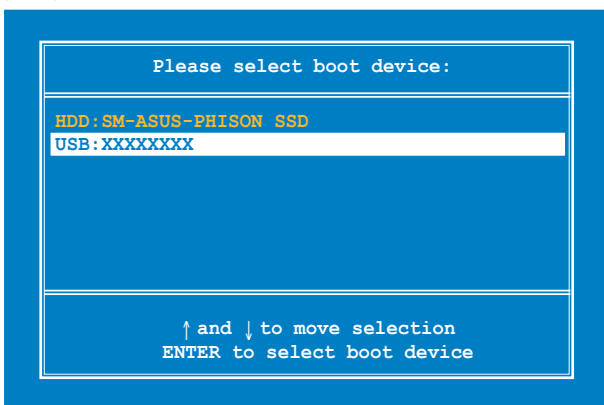 Please select boot device:
HDD:SM-ASUS-PHISON SSD
USB:XXXXXXXX
↑ and ↓ to move selection
ENTER to select boot device